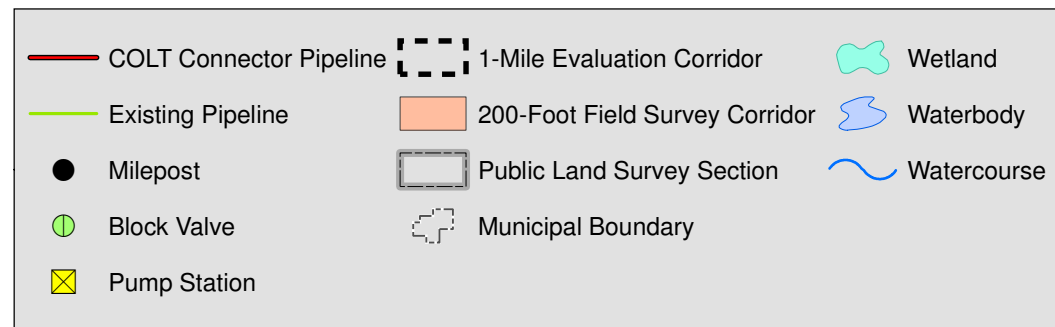 COLT Connector Pipeline
Existing Pipeline
Milepost
Block Valve
Pump Station
1-Mile Evaluation Corridor
200-Foot Field Survey Corridor
Public Land Survey Section
Municipal Boundary
Wetland
Waterbody
Watercourse